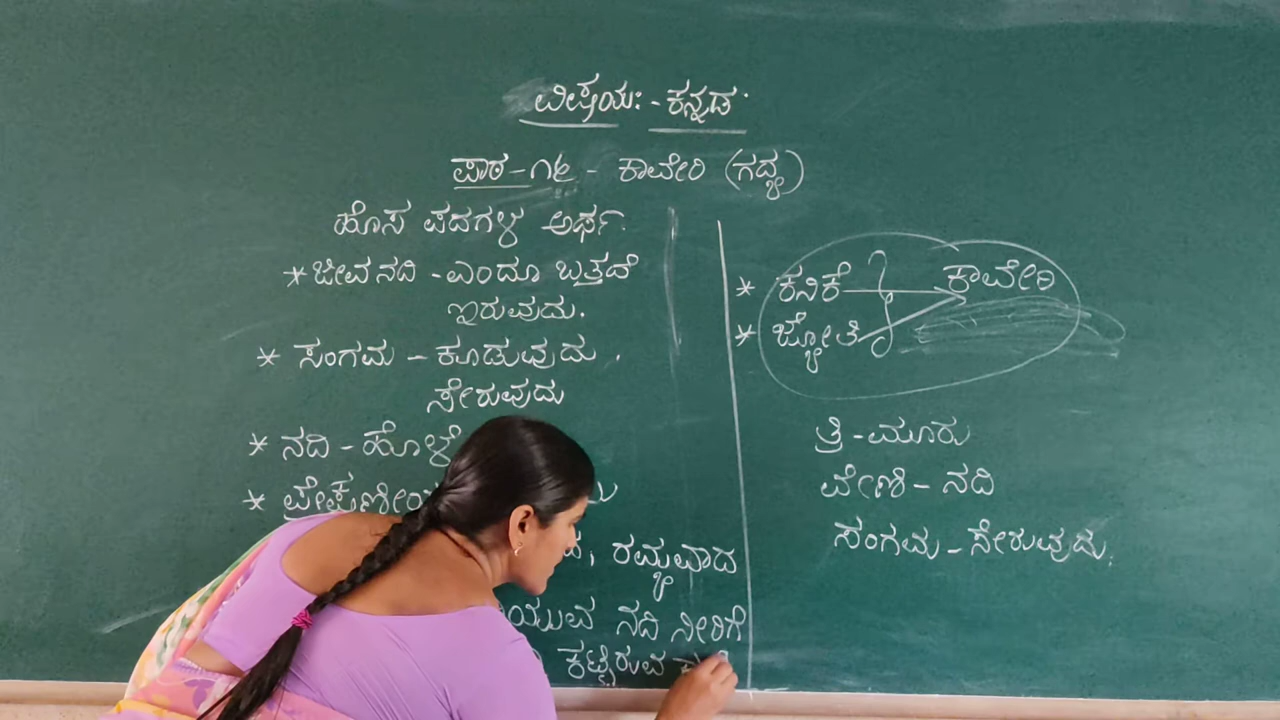 ವಿಷಯ: - ಕನ್ನಡ.
ಪಾಠ - ೧೬ - ಕಾವೇರಿ (ಗದ್ಯ)
ಹೊಸ ಪದಗಳ ಅರ್ಥ.
* ಜೀವನದಿ - ಎಂದೂ ಬತ್ತದೆ
ಇರುವುದು.
* ಸಂಗಮ - ಕೂಡುವುದು.
ಸೇರುವುದು
* ನದಿ - ಹೊಳೆ
* ಪ್ರೇಕ್ಷಣೀಯ
, ರಮ್ಯವಾದ
ನದಿ ನೀರಿಗೆ
ಕಟ್ಟಿರುವ
* ಕನಿಕೆ
ಕಾವೇರಿ
* ಜ್ಯೋತಿ
ತ್ರಿ - ಮೂರು
ವೇಣಿ - ನದಿ
ಸಂಗಮ - ಸೇರುವುದು.